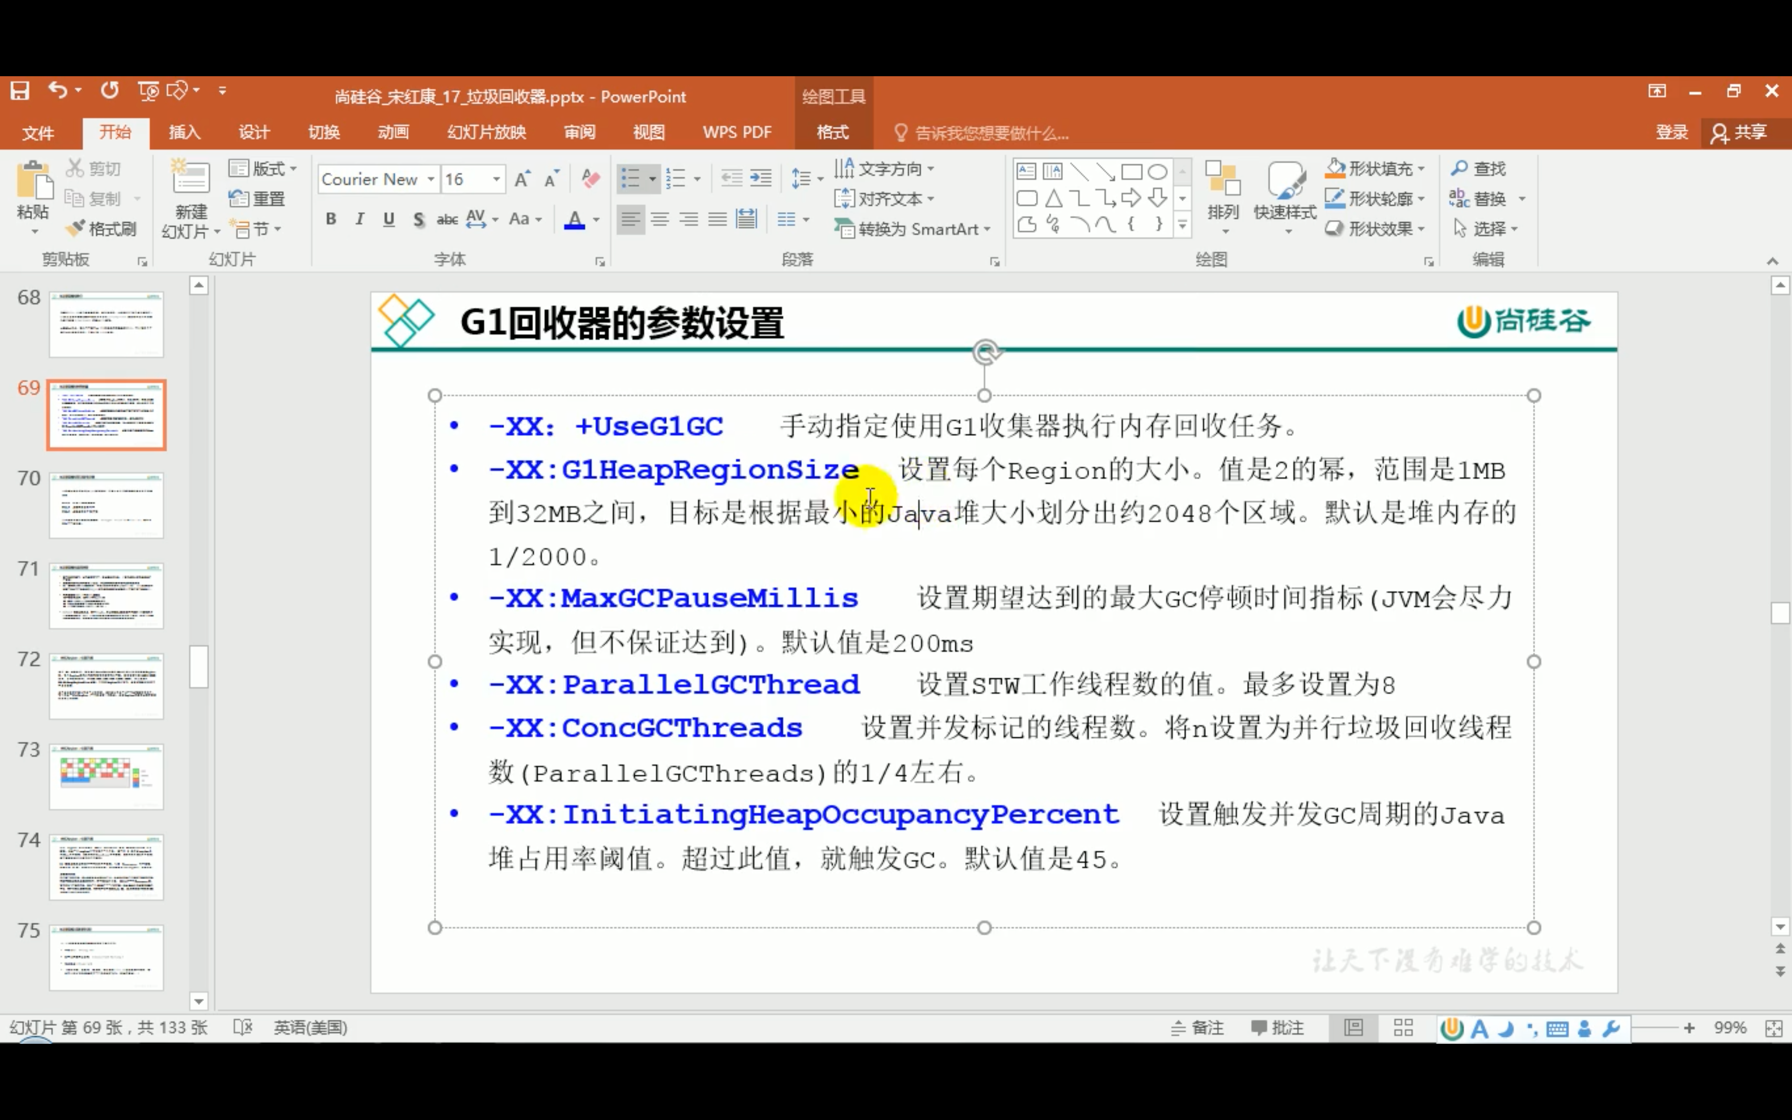 尚硅谷_宋红康_17_垃圾回收器.pptx - PowerPoint
绘图工具
文件 开始 插入 设计 切换 动画 幻灯片放映 审阅 视图 WPS PDF 格式 告诉我您想要做什么... 登录 共享
粘贴 剪切 复制 格式刷 剪贴板
新建幻灯片 版式 重置 节 幻灯片
Courier New 16 字体
文字方向 对齐文本 转换为 SmartArt 段落
排列 快速样式 形状填充 形状轮廓 形状效果 绘图
查找 替换 选择 编辑
68
69
70
71
72
73
74
75
G1回收器的参数设置
尚硅谷
• -XX: +UseG1GC 手动指定使用G1收集器执行内存回收任务。
• -XX:G1HeapRegionSize 设置每个Region的大小。值是2的幂，范围是1MB
到32MB之间，目标是根据最小的Java堆大小划分出约2048个区域。默认是堆内存的
1/2000。
• -XX:MaxGCPauseMillis 设置期望达到的最大GC停顿时间指标(JVM会尽力
实现，但不保证达到)。默认值是200ms
• -XX:ParallelGCThread 设置STW工作线程数的值。最多设置为8
• -XX:ConcGCThreads 设置并发标记的线程数。将n设置为并行垃圾回收线程
数(ParallelGCThreads)的1/4左右。
• -XX:InitiatingHeapOccupancyPercent 设置触发并发GC周期的Java
堆占用率阈值。超过此值，就触发GC。默认值是45。
让天下没有难学的技术
幻灯片 第 69 张，共 133 张 英语(美国) 备注 批注 99%